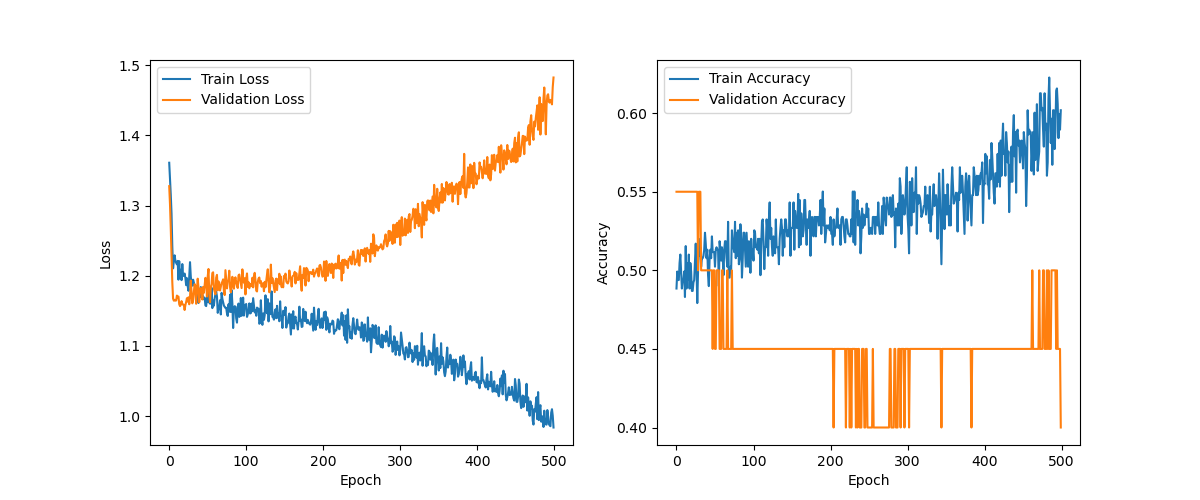 Train Loss
Validation Loss
1.5
1.4
1.3
1.2
1.1
1.0
Loss
0 100 200 300 400 500
Epoch
Train Accuracy
Validation Accuracy
0.60
0.55
0.50
0.45
0.40
Accuracy
0 100 200 300 400 500
Epoch